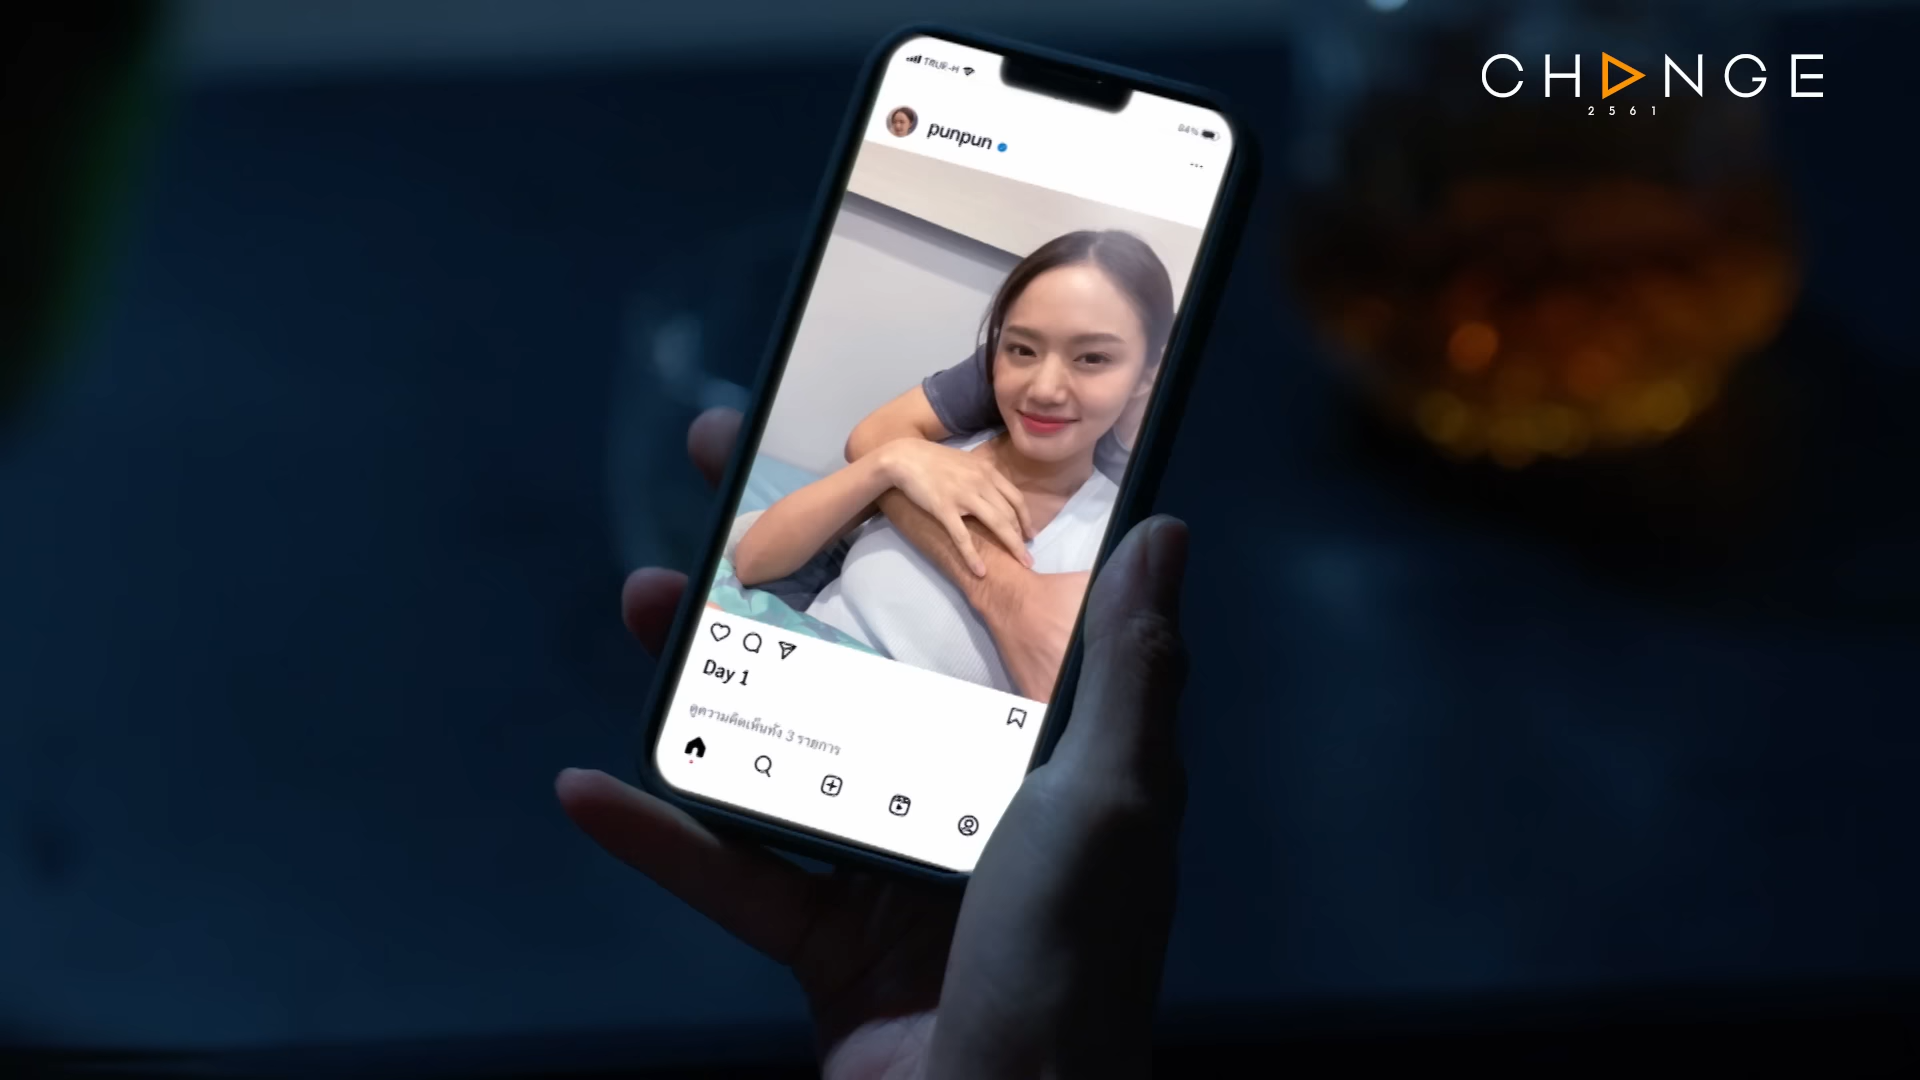 CHANGE
2561
TRUE-H
84%
punpun
Day 1
ดูความคิดเห็นทั้ง 3 รายการ